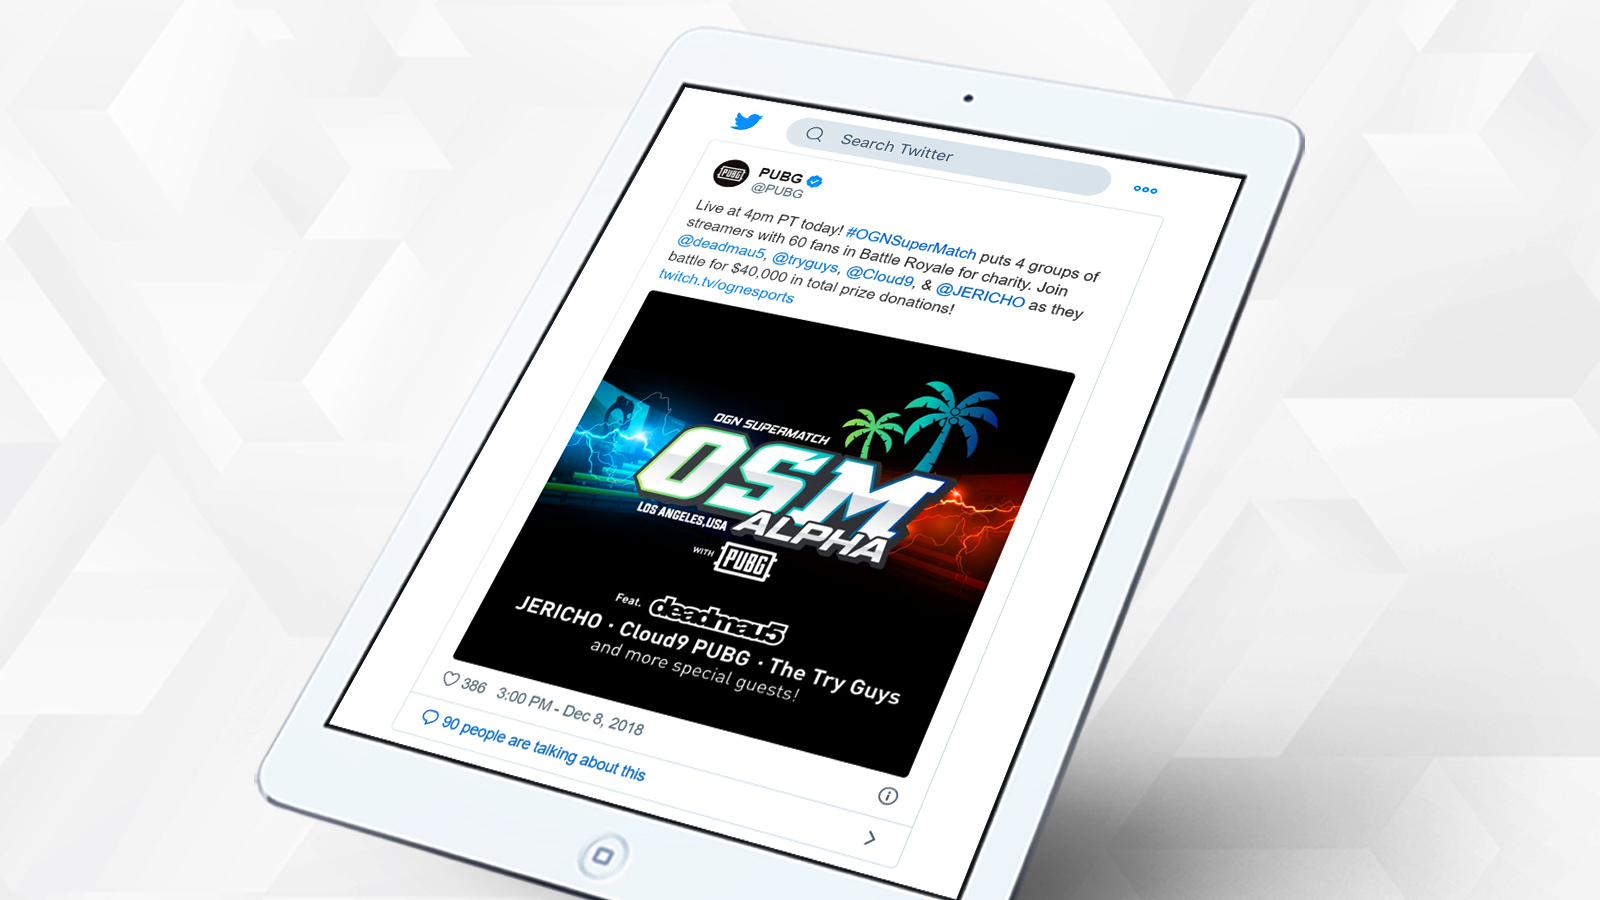 Search Twitter
PUBG
PUBG
@PUBG
Live at 4pm PT today! #OGNSuperMatch puts 4 groups of
streamers with 60 fans in Battle Royale for charity. Join
@deadmau5, @tryguys, @Cloud9, & @JERICHO as they
battle for $40,000 in total prize donations!
twitch.tv/ognesports
OGN SUPERMATCH
OSM
LOS ANGELES,USA ALPHA
WITH PUBG
Feat. deadmau5
JERICHO · Cloud9 PUBG · The Try Guys
and more special guests!
386 3:00 PM - Dec 8, 2018
90 people are talking about this